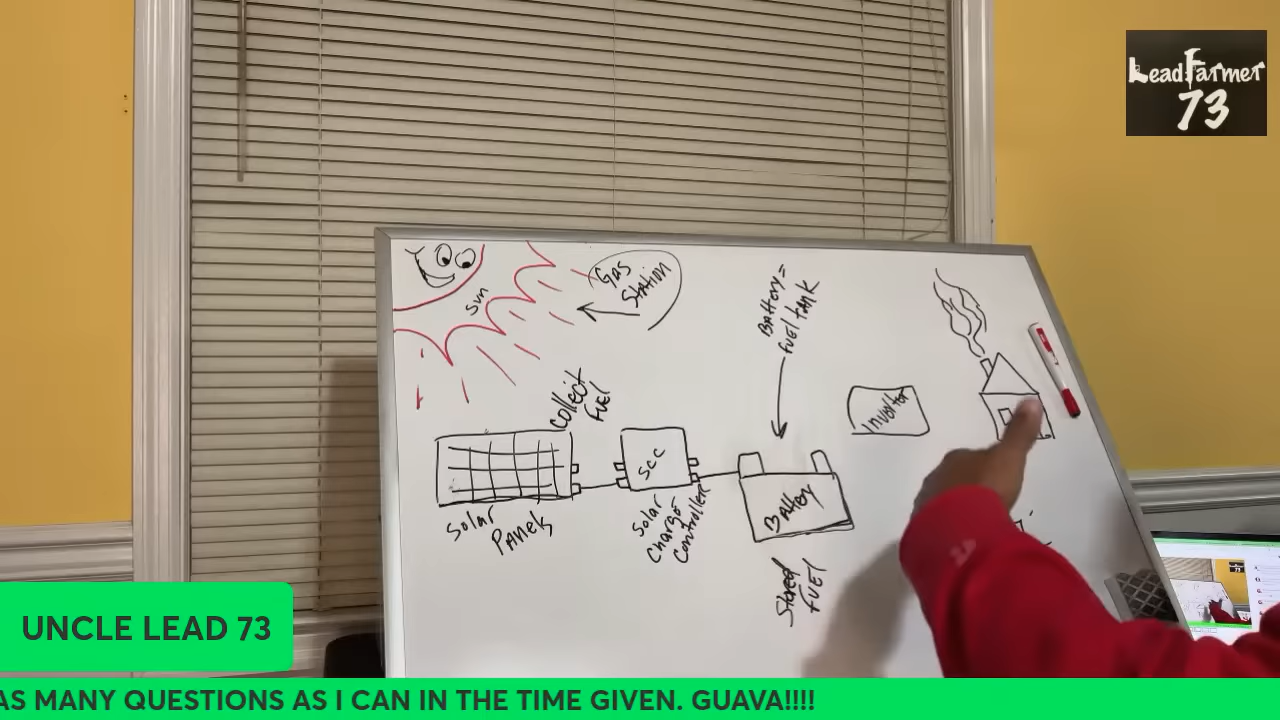 LeadFarmer
73
Sun
Gas
Station
Battery =
Fuel Tank
Collect
Fuel
Inverter
SCC
Battery
Solar
Panels
Solar
Charge
Controller
Stored
Fuel
UNCLE LEAD 73
AS MANY QUESTIONS AS I CAN IN THE TIME GIVEN. GUAVA!!!!